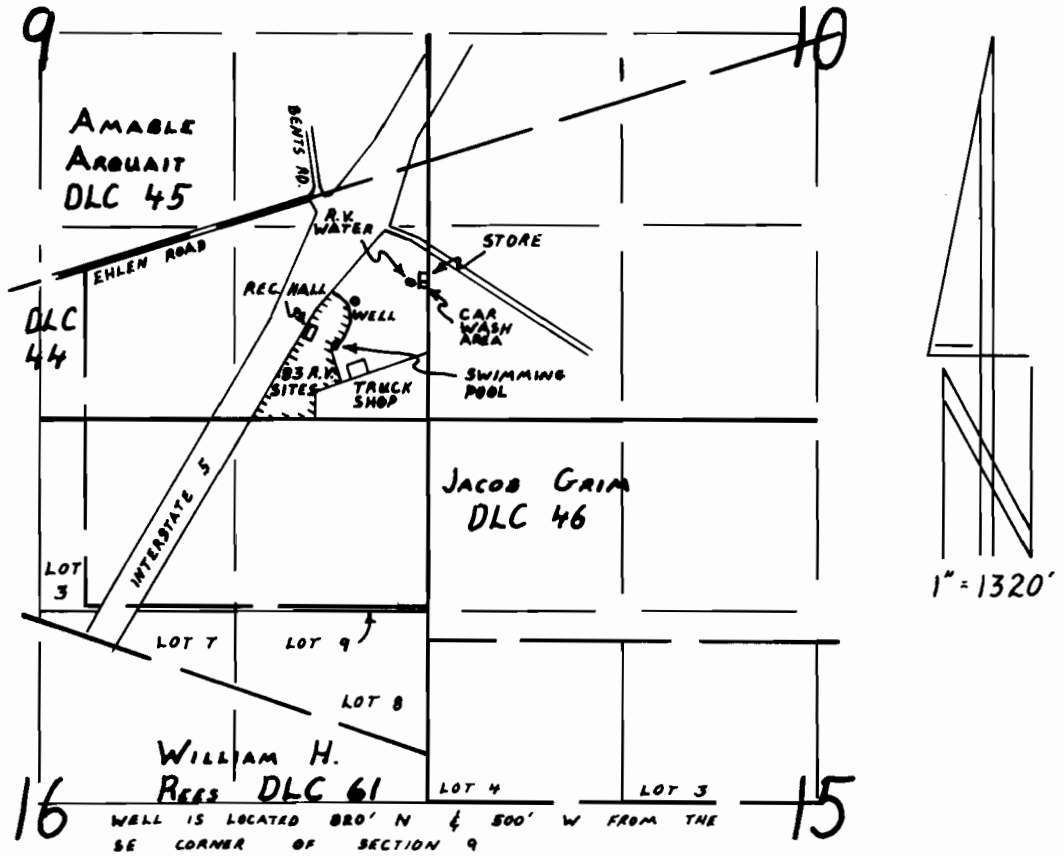 9
10
AMABLE
ARQUAIT
DLC 45
BENTS RD.
R.V.
WATER
STORE
EHLEN ROAD
REC. HALL
WELL
CAR
WASH
AREA
DLC
44
83 R.V.
SITES
TRUCK
SHOP
SWIMMING
POOL
INTERSTATE 5
JACOB GRIM
DLC 46
N
1" = 1320'
LOT
3
LOT 7
LOT 9
LOT 8
WILLIAM H.
REES DLC 61
LOT 4
LOT 3
16
15
WELL IS LOCATED 820' N & 500' W FROM THE
SE CORNER OF SECTION 9